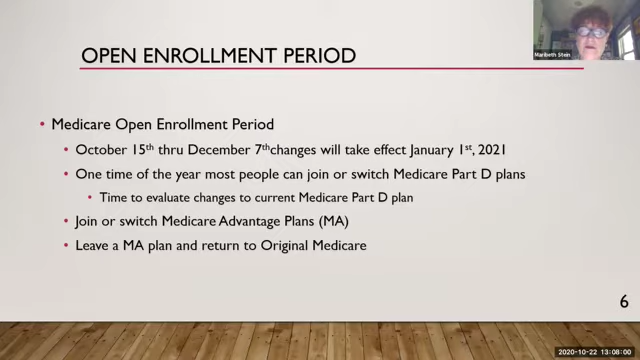 Maribeth Stein
OPEN ENROLLMENT PERIOD
• Medicare Open Enrollment Period
• October 15th thru December 7thchanges will take effect January 1st, 2021
• One time of the year most people can join or switch Medicare Part D plans
• Time to evaluate changes to current Medicare Part D plan
• Join or switch Medicare Advantage Plans (MA)
• Leave a MA plan and return to Original Medicare
6
2020-10-22 13:08:00